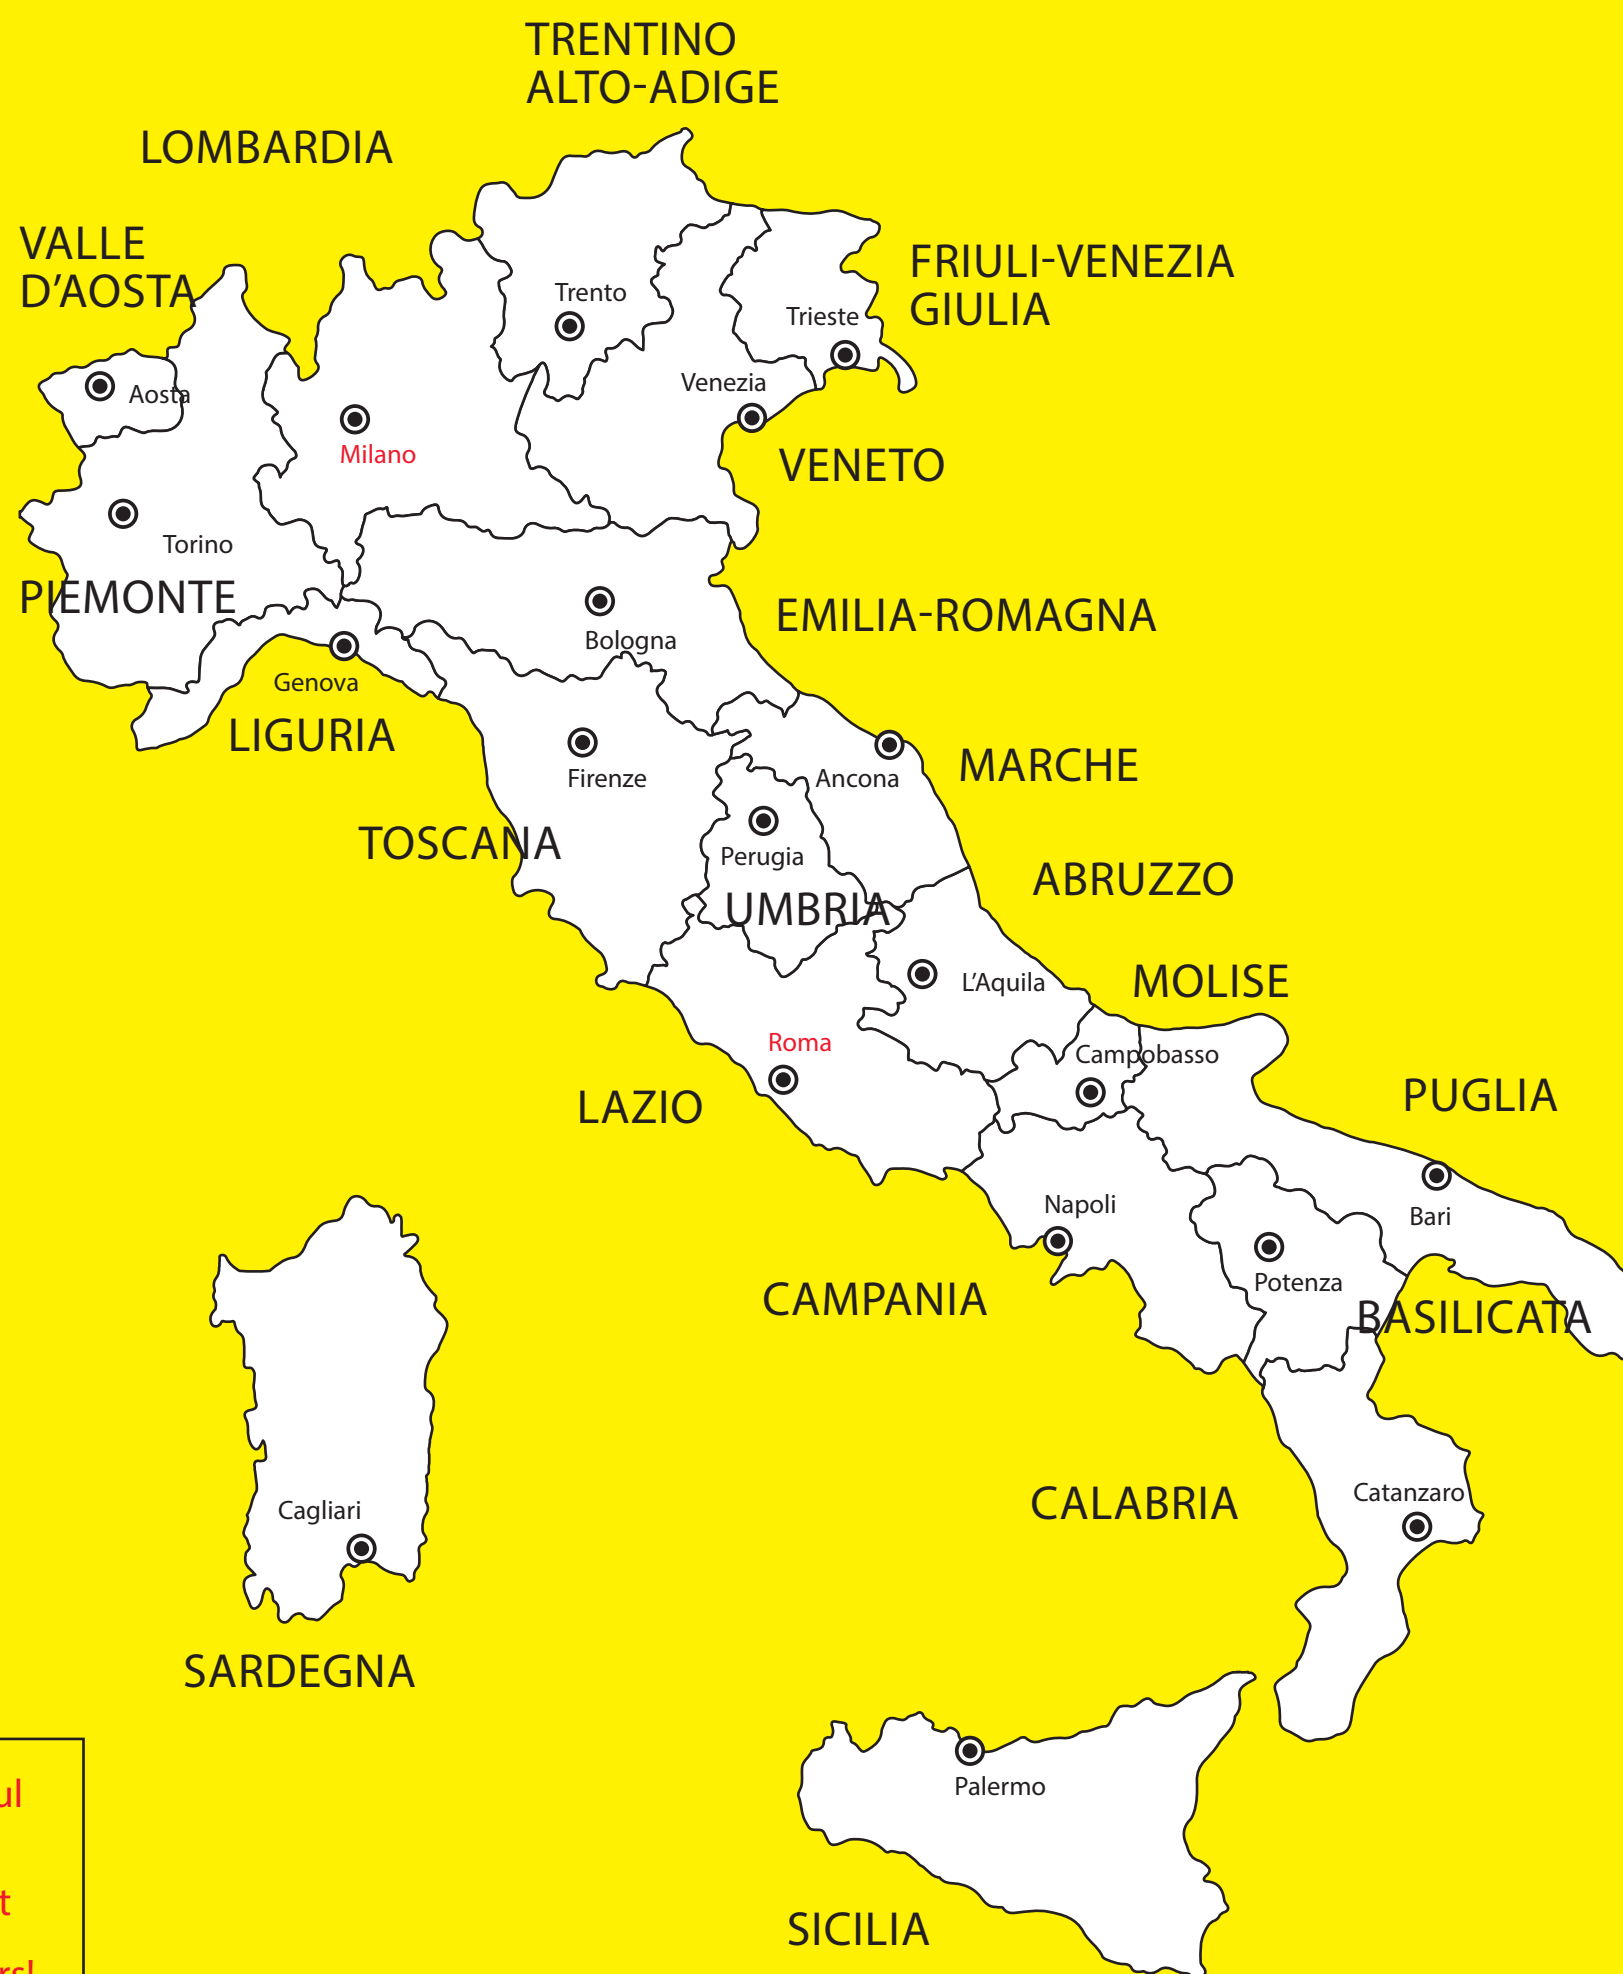 TRENTINO
ALTO-ADIGE
LOMBARDIA
VALLE
D'AOSTA
FRIULI-VENEZIA
GIULIA
Trento
Trieste
Venezia
Aosta
Milano
VENETO
Torino
PIEMONTE
EMILIA-ROMAGNA
Bologna
Genova
LIGURIA
Firenze
Ancona
MARCHE
TOSCANA
Perugia
UMBRIA
ABRUZZO
L'Aquila
MOLISE
Roma
Campobasso
LAZIO
PUGLIA
Napoli
Bari
Potenza
CAMPANIA
BASILICATA
Catanzaro
CALABRIA
Cagliari
SARDEGNA
Palermo
SICILIA
ul
t
rs!